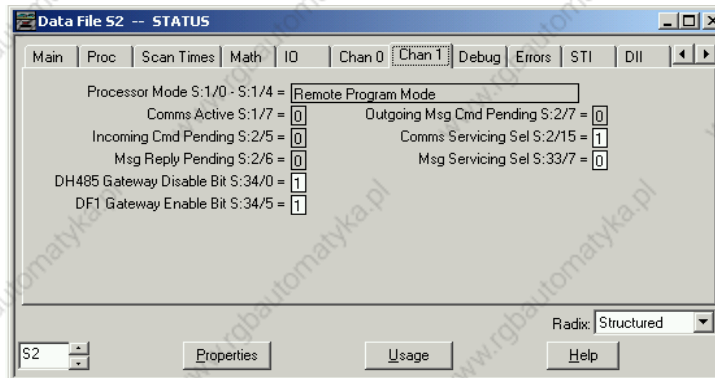 Data File S2 -- STATUS
Main Proc Scan Times Math IO Chan 0 Chan 1 Debug Errors STI DII
Processor Mode S:1/0 - S:1/4 = Remote Program Mode
Comms Active S:1/7 = 0 Outgoing Msg Cmd Pending S:2/7 = 0
Incoming Cmd Pending S:2/5 = 0 Comms Servicing Sel S:2/15 = 1
Msg Reply Pending S:2/6 = 0 Msg Servicing Sel S:33/7 = 0
DH485 Gateway Disable Bit S:34/0 = 1
DF1 Gateway Enable Bit S:34/5 = 1
Radix: Structured
S2 Properties Usage Help
www.rgbautomatyka.pl